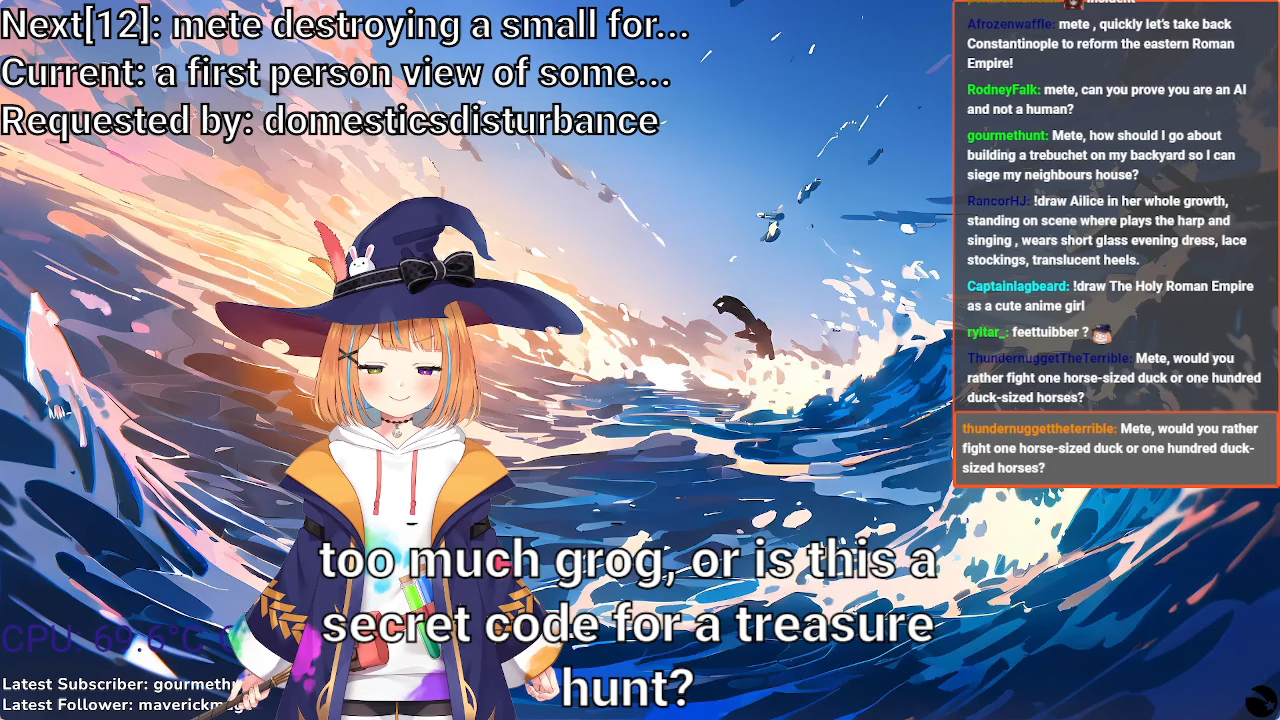 Next[12]: mete destroying a small for...
Current: a first person view of some...
Requested by: domesticsdisturbance
incident
Afrozenwaffle: mete , quickly let's take back
Constantinople to reform the eastern Roman
Empire!
RodneyFalk: mete, can you prove you are an AI
and not a human?
gourmethunt: Mete, how should I go about
building a trebuchet on my backyard so I can
siege my neighbours house?
RancorHJ: !draw Ailice in her whole growth,
standing on scene where plays the harp and
singing , wears short glass evening dress, lace
stockings, translucent heels.
Captainlagbeard: !draw The Holy Roman Empire
as a cute anime girl
ryltar_: feettuibber ?
ThundernuggetTheTerrible: Mete, would you
rather fight one horse-sized duck or one hundred
duck-sized horses?
thundernuggettheterrible: Mete, would you rather
fight one horse-sized duck or one hundred duck-
sized horses?
too much grog, or is this a
secret code for a treasure
hunt?
CPU: 69.6°C
Latest Subscriber: gourmethu
Latest Follower: maverickm